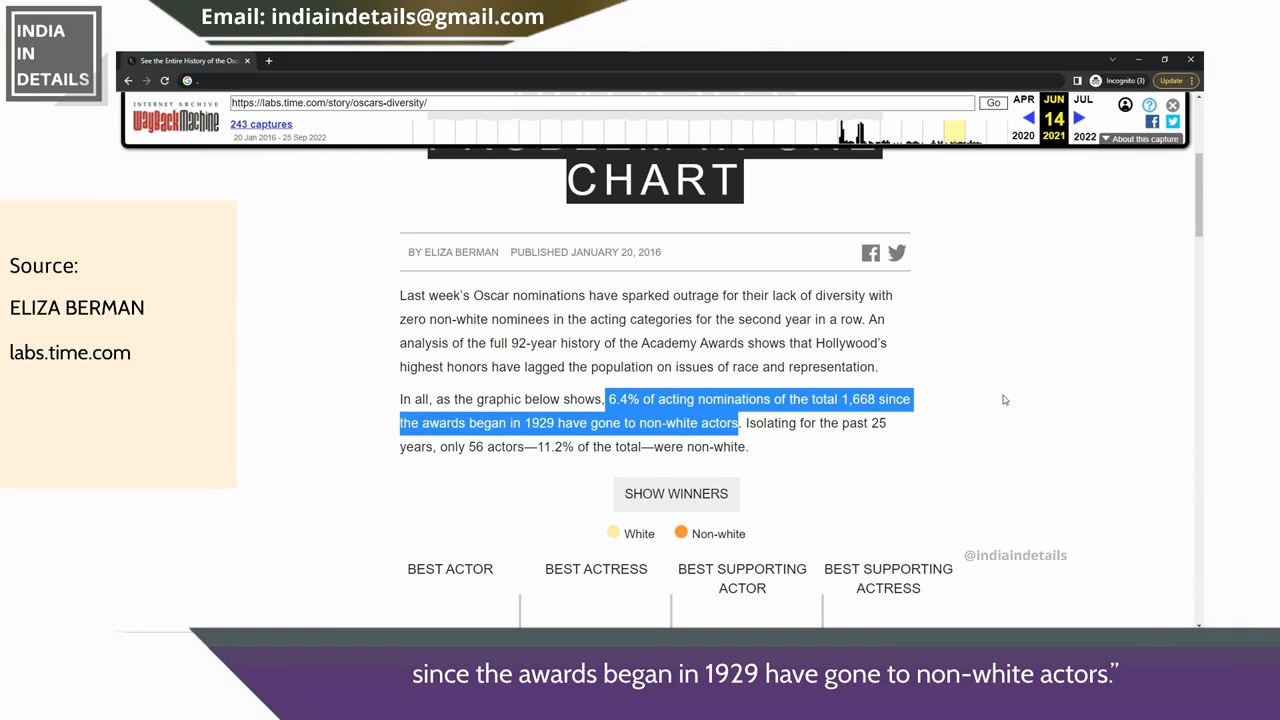 Email: indiaindetails@gmail.com
INDIA
IN
DETAILS
See the Entire History of the Osc
Incognito (3)
Update
INTERNET ARCHIVE
WayBackMachine
https://labs.time.com/story/oscars-diversity/
Go
APR
JUN
JUL
243 captures
14
20 Jan 2016 - 25 Sep 2022
2020
2021
2022
About this capture
CHART
BY ELIZA BERMAN
PUBLISHED JANUARY 20, 2016
Source:
ELIZA BERMAN
labs.time.com
Last week’s Oscar nominations have sparked outrage for their lack of diversity with
zero non-white nominees in the acting categories for the second year in a row. An
analysis of the full 92-year history of the Academy Awards shows that Hollywood’s
highest honors have lagged the population on issues of race and representation.
In all, as the graphic below shows, 6.4% of acting nominations of the total 1,668 since
the awards began in 1929 have gone to non-white actors. Isolating for the past 25
years, only 56 actors—11.2% of the total—were non-white.
SHOW WINNERS
White
Non-white
@indiaindetails
BEST ACTOR
BEST ACTRESS
BEST SUPPORTING
ACTOR
BEST SUPPORTING
ACTRESS
since the awards began in 1929 have gone to non-white actors.”